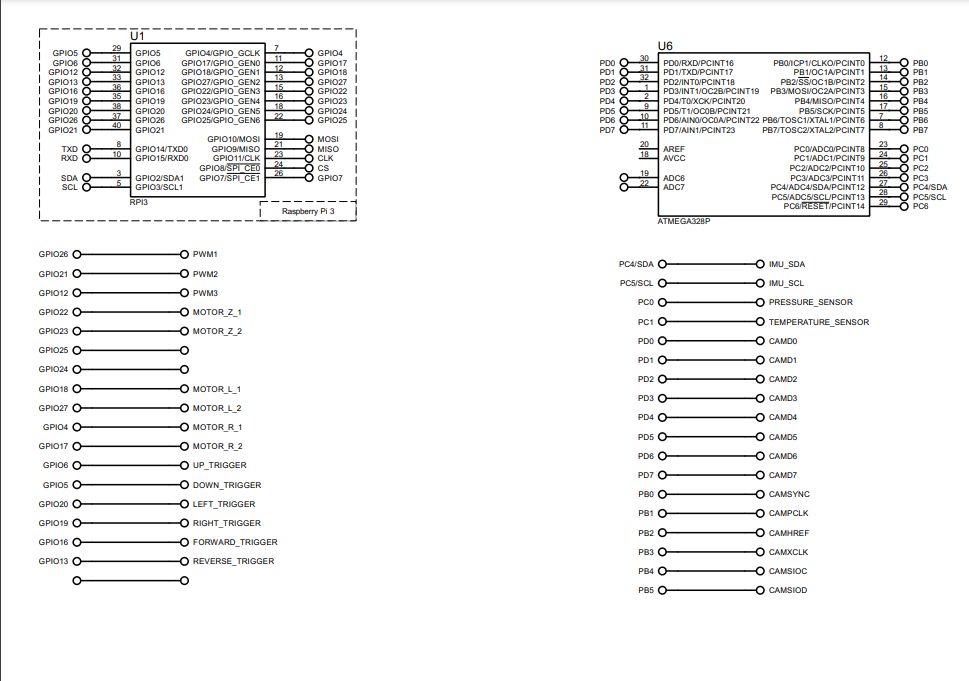 U1
GPIO5 29 GPIO5 GPIO4/GPIO_GCLK 7 GPIO4
GPIO6 31 GPIO6 GPIO17/GPIO_GEN0 11 GPIO17
GPIO12 32 GPIO12 GPIO18/GPIO_GEN1 12 GPIO18
GPIO13 33 GPIO13 GPIO27/GPIO_GEN2 13 GPIO27
GPIO16 36 GPIO16 GPIO22/GPIO_GEN3 15 GPIO22
GPIO19 35 GPIO19 GPIO23/GPIO_GEN4 16 GPIO23
GPIO20 38 GPIO20 GPIO24/GPIO_GEN5 18 GPIO24
GPIO26 37 GPIO26 GPIO25/GPIO_GEN6 22 GPIO25
GPIO21 40 GPIO21
GPIO10/MOSI 19 MOSI
TXD 8 GPIO14/TXD0 GPIO9/MISO 21 MISO
RXD 10 GPIO15/RXD0 GPIO11/CLK 23 CLK
GPIO8/SPI_CE0 24 CS
SDA 3 GPIO2/SDA1 GPIO7/SPI_CE1 26 GPIO7
SCL 5 GPIO3/SCL1
RPI3
Raspberry Pi 3
U6
PD0 30 PD0/RXD/PCINT16 PB0/ICP1/CLKO/PCINT0 12 PB0
PD1 31 PD1/TXD/PCINT17 PB1/OC1A/PCINT1 13 PB1
PD2 32 PD2/INT0/PCINT18 PB2/SS/OC1B/PCINT2 14 PB2
PD3 1 PD3/INT1/OC2B/PCINT19 PB3/MOSI/OC2A/PCINT3 15 PB3
PD4 2 PD4/T0/XCK/PCINT20 PB4/MISO/PCINT4 16 PB4
PD5 9 PD5/T1/OC0B/PCINT21 PB5/SCK/PCINT5 17 PB5
PD6 10 PD6/AIN0/OC0A/PCINT22 PB6/TOSC1/XTAL1/PCINT6 7 PB6
PD7 11 PD7/AIN1/PCINT23 PB7/TOSC2/XTAL2/PCINT7 8 PB7
20 AREF PC0/ADC0/PCINT8 23 PC0
18 AVCC PC1/ADC1/PCINT9 24 PC1
PC2/ADC2/PCINT10 25 PC2
19 ADC6 PC3/ADC3/PCINT11 26 PC3
22 ADC7 PC4/ADC4/SDA/PCINT12 27 PC4/SDA
PC5/ADC5/SCL/PCINT13 28 PC5/SCL
PC6/RESET/PCINT14 29 PC6
ATMEGA328P
GPIO26 PWM1
GPIO21 PWM2
GPIO12 PWM3
GPIO22 MOTOR_Z_1
GPIO23 MOTOR_Z_2
GPIO25
GPIO24
GPIO18 MOTOR_L_1
GPIO27 MOTOR_L_2
GPIO4 MOTOR_R_1
GPIO17 MOTOR_R_2
GPIO6 UP_TRIGGER
GPIO5 DOWN_TRIGGER
GPIO20 LEFT_TRIGGER
GPIO19 RIGHT_TRIGGER
GPIO16 FORWARD_TRIGGER
GPIO13 REVERSE_TRIGGER
PC4/SDA IMU_SDA
PC5/SCL IMU_SCL
PC0 PRESSURE_SENSOR
PC1 TEMPERATURE_SENSOR
PD0 CAMD0
PD1 CAMD1
PD2 CAMD2
PD3 CAMD3
PD4 CAMD4
PD5 CAMD5
PD6 CAMD6
PD7 CAMD7
PB0 CAMSYNC
PB1 CAMPCLK
PB2 CAMHREF
PB3 CAMXCLK
PB4 CAMSIOC
PB5 CAMSIOD